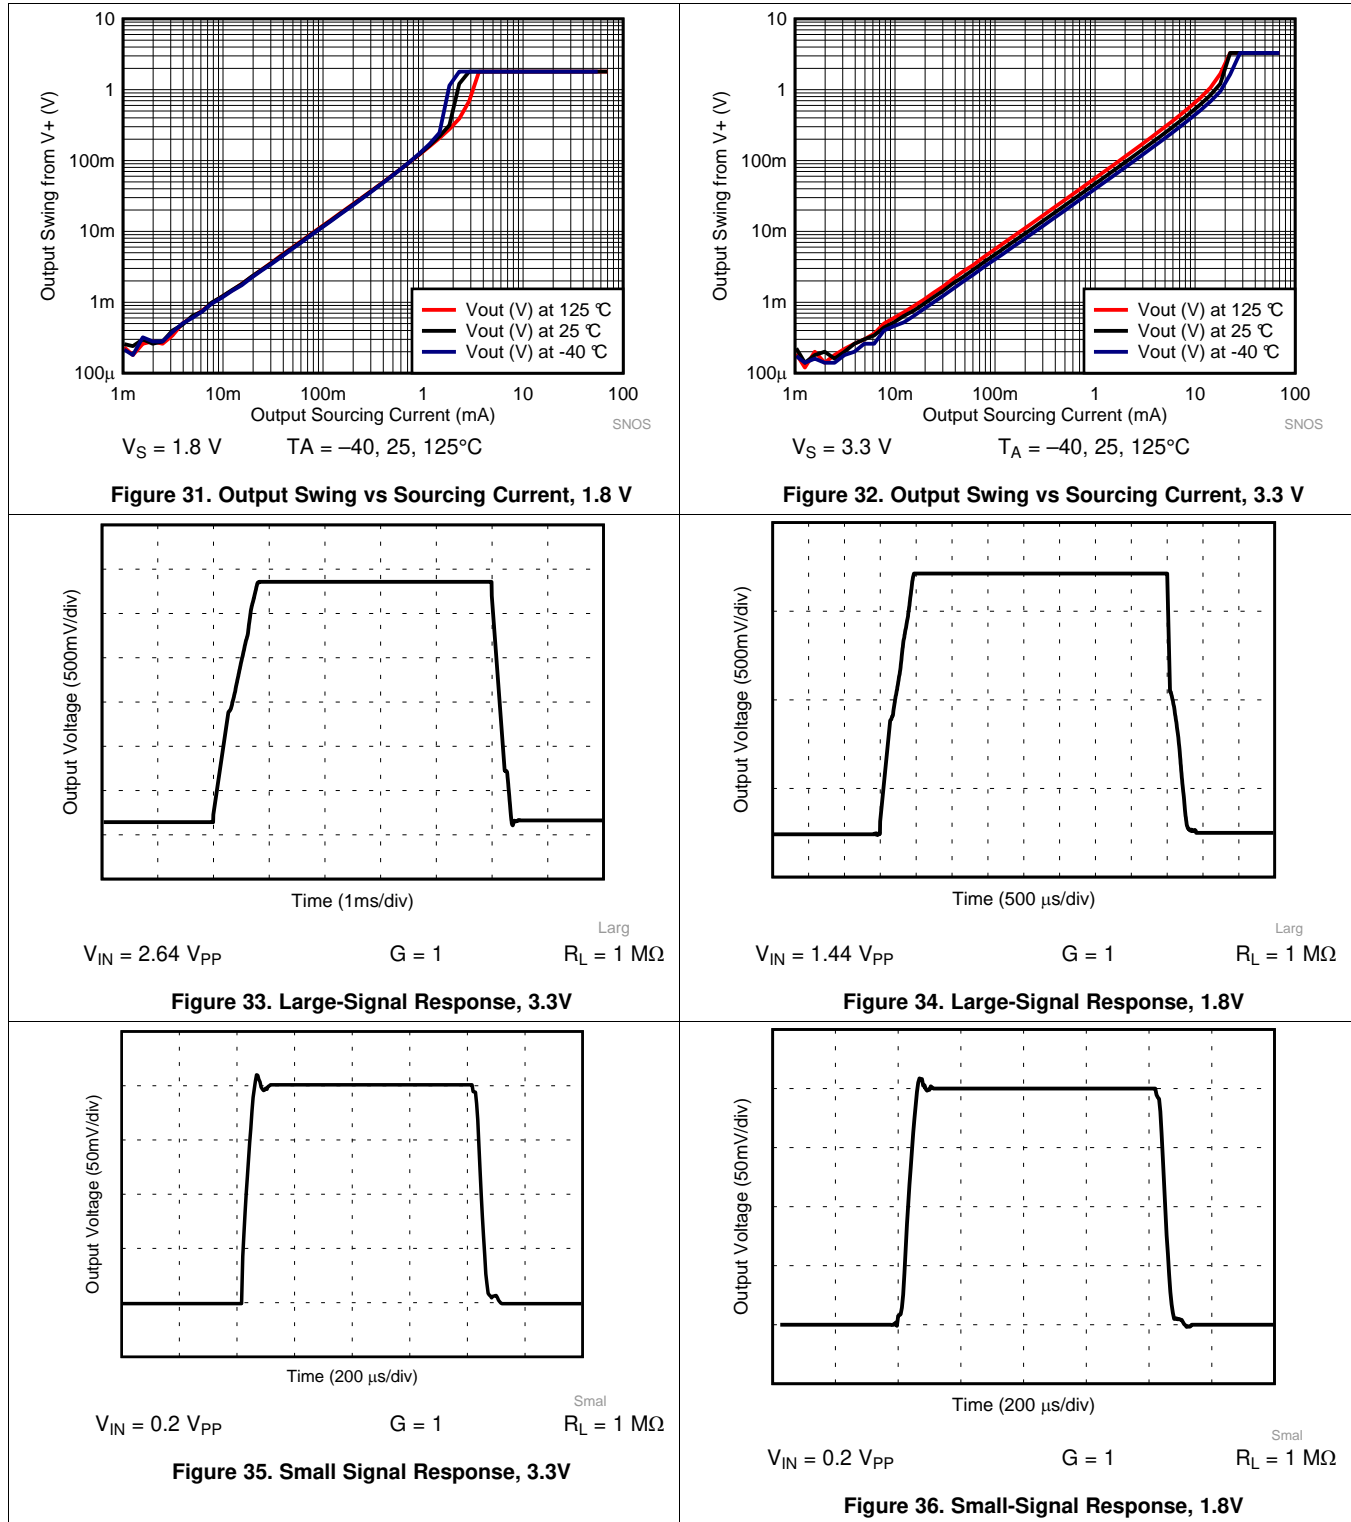 10
1
100m
10m
1m
100µ
Output Swing from V+ (V)
Vout (V) at 125 °C
Vout (V) at 25 °C
Vout (V) at -40 °C
1m 10m 100m 1 10 100
Output Sourcing Current (mA)
SNOS
VS = 1.8 V TA = –40, 25, 125°C
Figure 31. Output Swing vs Sourcing Current, 1.8 V
10
1
100m
10m
1m
100µ
Output Swing from V+ (V)
Vout (V) at 125 °C
Vout (V) at 25 °C
Vout (V) at -40 °C
1m 10m 100m 1 10 100
Output Sourcing Current (mA)
SNOS
VS = 3.3 V TA = –40, 25, 125°C
Figure 32. Output Swing vs Sourcing Current, 3.3 V
Output Voltage (500mV/div)
Time (1ms/div)
Larg
VIN = 2.64 VPP G = 1 RL = 1 MΩ
Figure 33. Large-Signal Response, 3.3V
Output Voltage (500mV/div)
Time (500 µs/div)
Larg
VIN = 1.44 VPP G = 1 RL = 1 MΩ
Figure 34. Large-Signal Response, 1.8V
Output Voltage (50mV/div)
Time (200 µs/div)
Smal
VIN = 0.2 VPP G = 1 RL = 1 MΩ
Figure 35. Small Signal Response, 3.3V
Output Voltage (50mV/div)
Time (200 µs/div)
Smal
VIN = 0.2 VPP G = 1 RL = 1 MΩ
Figure 36. Small-Signal Response, 1.8V